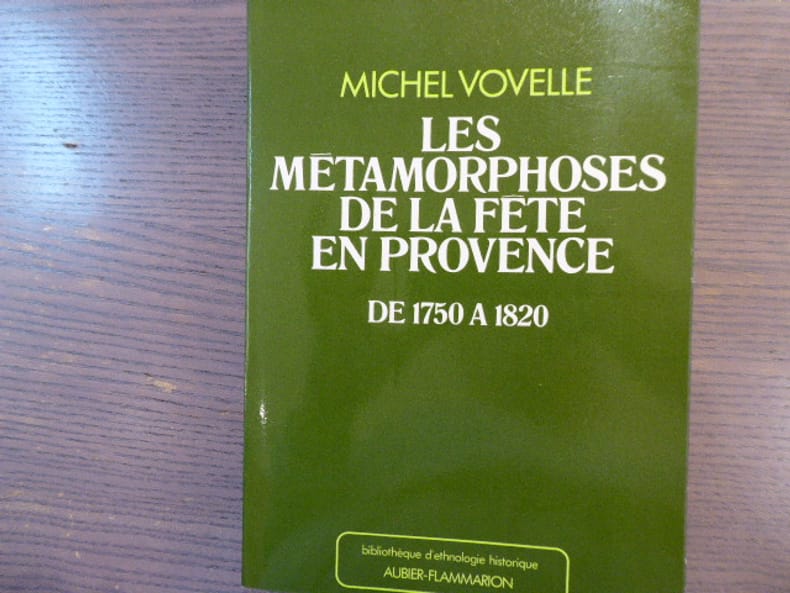 MICHEL VOVELLE
LES
MÉTAMORPHOSES
DE LA FÊTE
EN PROVENCE
DE 1750 A 1820
bibliothèque d'ethnologie historique
AUBIER-FLAMMARION